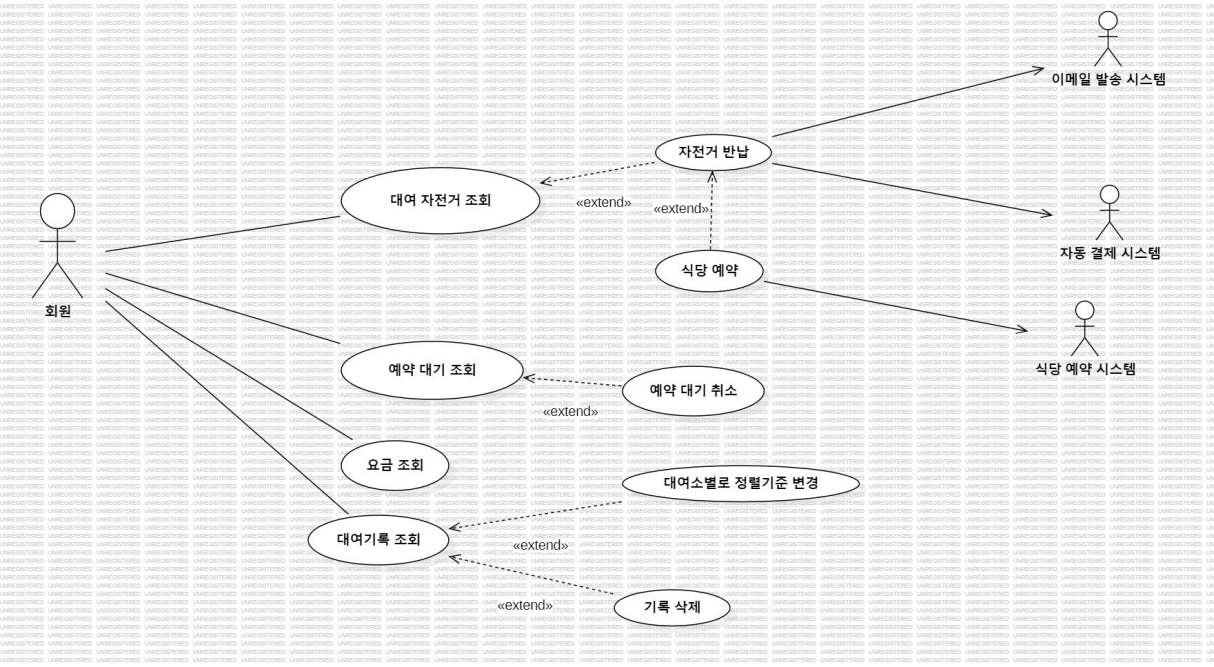 이메일 발송 시스템
자전거 반납
대여 자전거 조회
«extend»
«extend»
자동 결제 시스템
식당 예약
회원
식당 예약 시스템
예약 대기 조회
예약 대기 취소
«extend»
요금 조회
대여소별로 정렬기준 변경
대여기록 조회
«extend»
«extend»
기록 삭제
UNREGISTERED